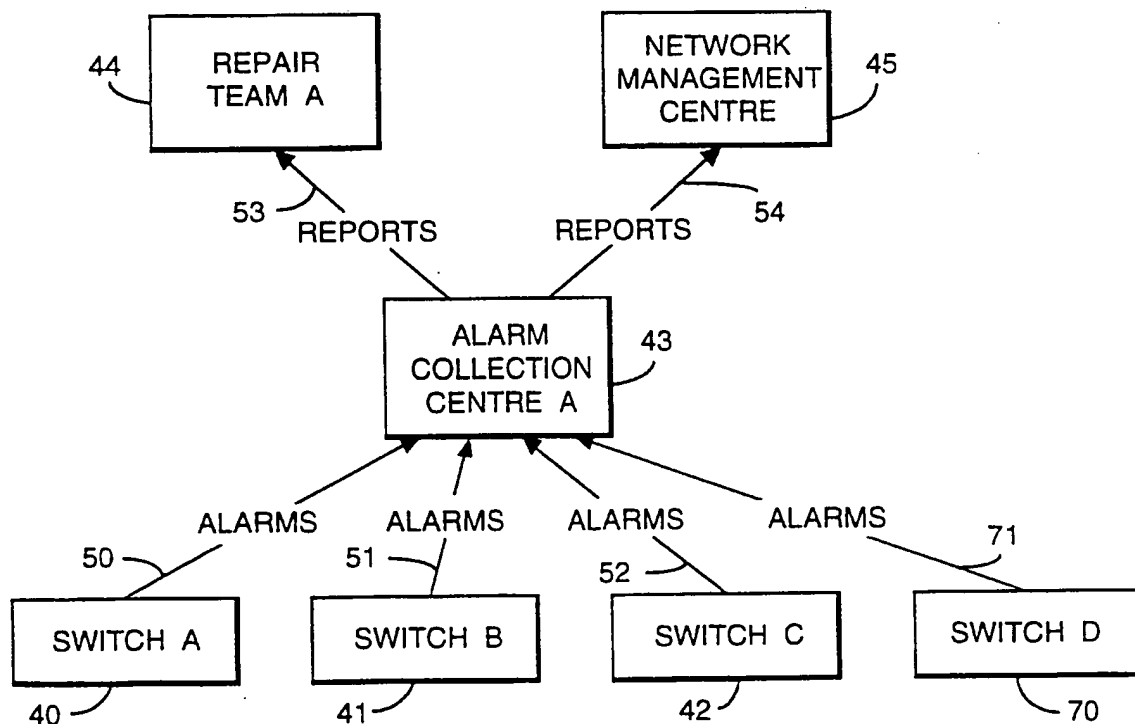 44
REPAIR
TEAM A
NETWORK
MANAGEMENT
CENTRE
45
53
REPORTS
REPORTS
54
ALARM
COLLECTION
CENTRE A
43
ALARMS
ALARMS
ALARMS
ALARMS
50
51
52
71
SWITCH A
SWITCH B
SWITCH C
SWITCH D
40
41
42
70